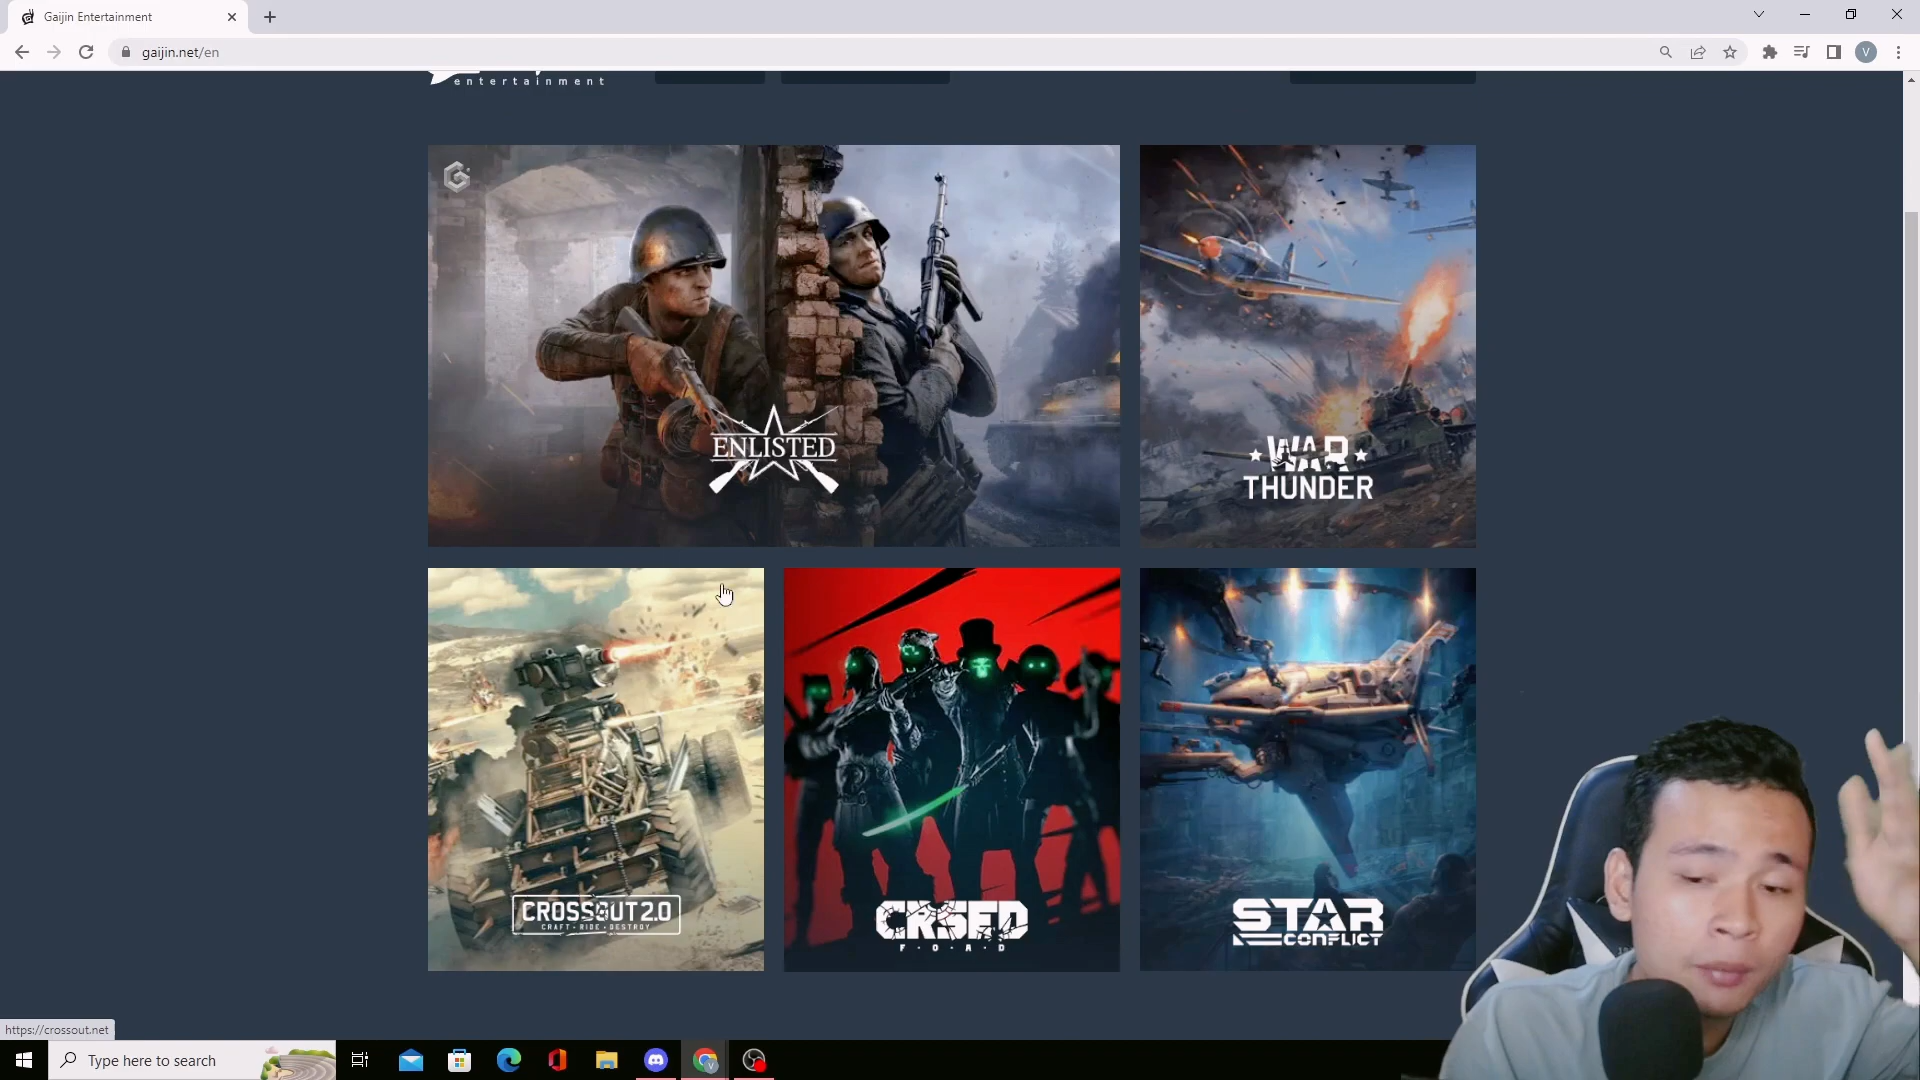 Gaijin Entertainment
gaijin.net/en
V
entertainment
ENLISTED
WAR
THUNDER
CROSSOUT 2.0
CRAFT • RIDE • DESTROY
CRSED
F • O • A • D
STAR
CONFLICT
https://crossout.net
Type here to search